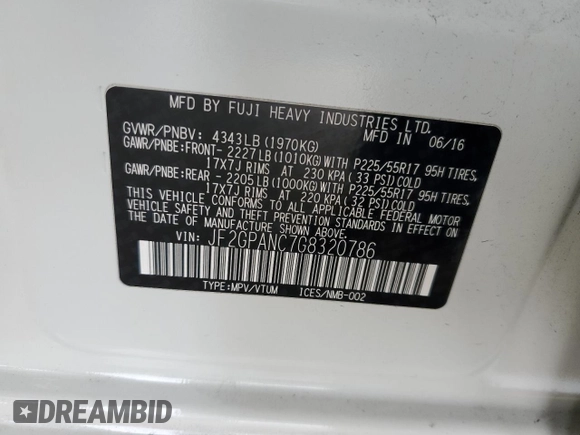 MFD BY FUJI HEAVY INDUSTRIES LTD.
GVWR/PNBV: 4343LB(1970KG) MFD. IN 06/16
GAWR/PNBE:FRONT- 2227LB(1010KG)WITH P225/55R17 95H TIRES,
17X7J RIMS AT 230 KPA(33 PSI)COLD
GAWR/PNBE:REAR - 2205LB(1000KG)WITH P225/55R17 95H TIRES,
17X7J RIMS AT 220 KPA(32 PSI)COLD
THIS VEHICLE CONFORMS TO ALL APPLICABLE FEDERAL MOTOR
VEHICLE SAFETY STANDARDS IN EFFECT ON THE
DATE OF MANUFACTURE SHOWN ABOVE.
VIN: JF2GPANC7G8320786
TYPE:MPV/VTUM ICES/NMB-002
DREAMBID